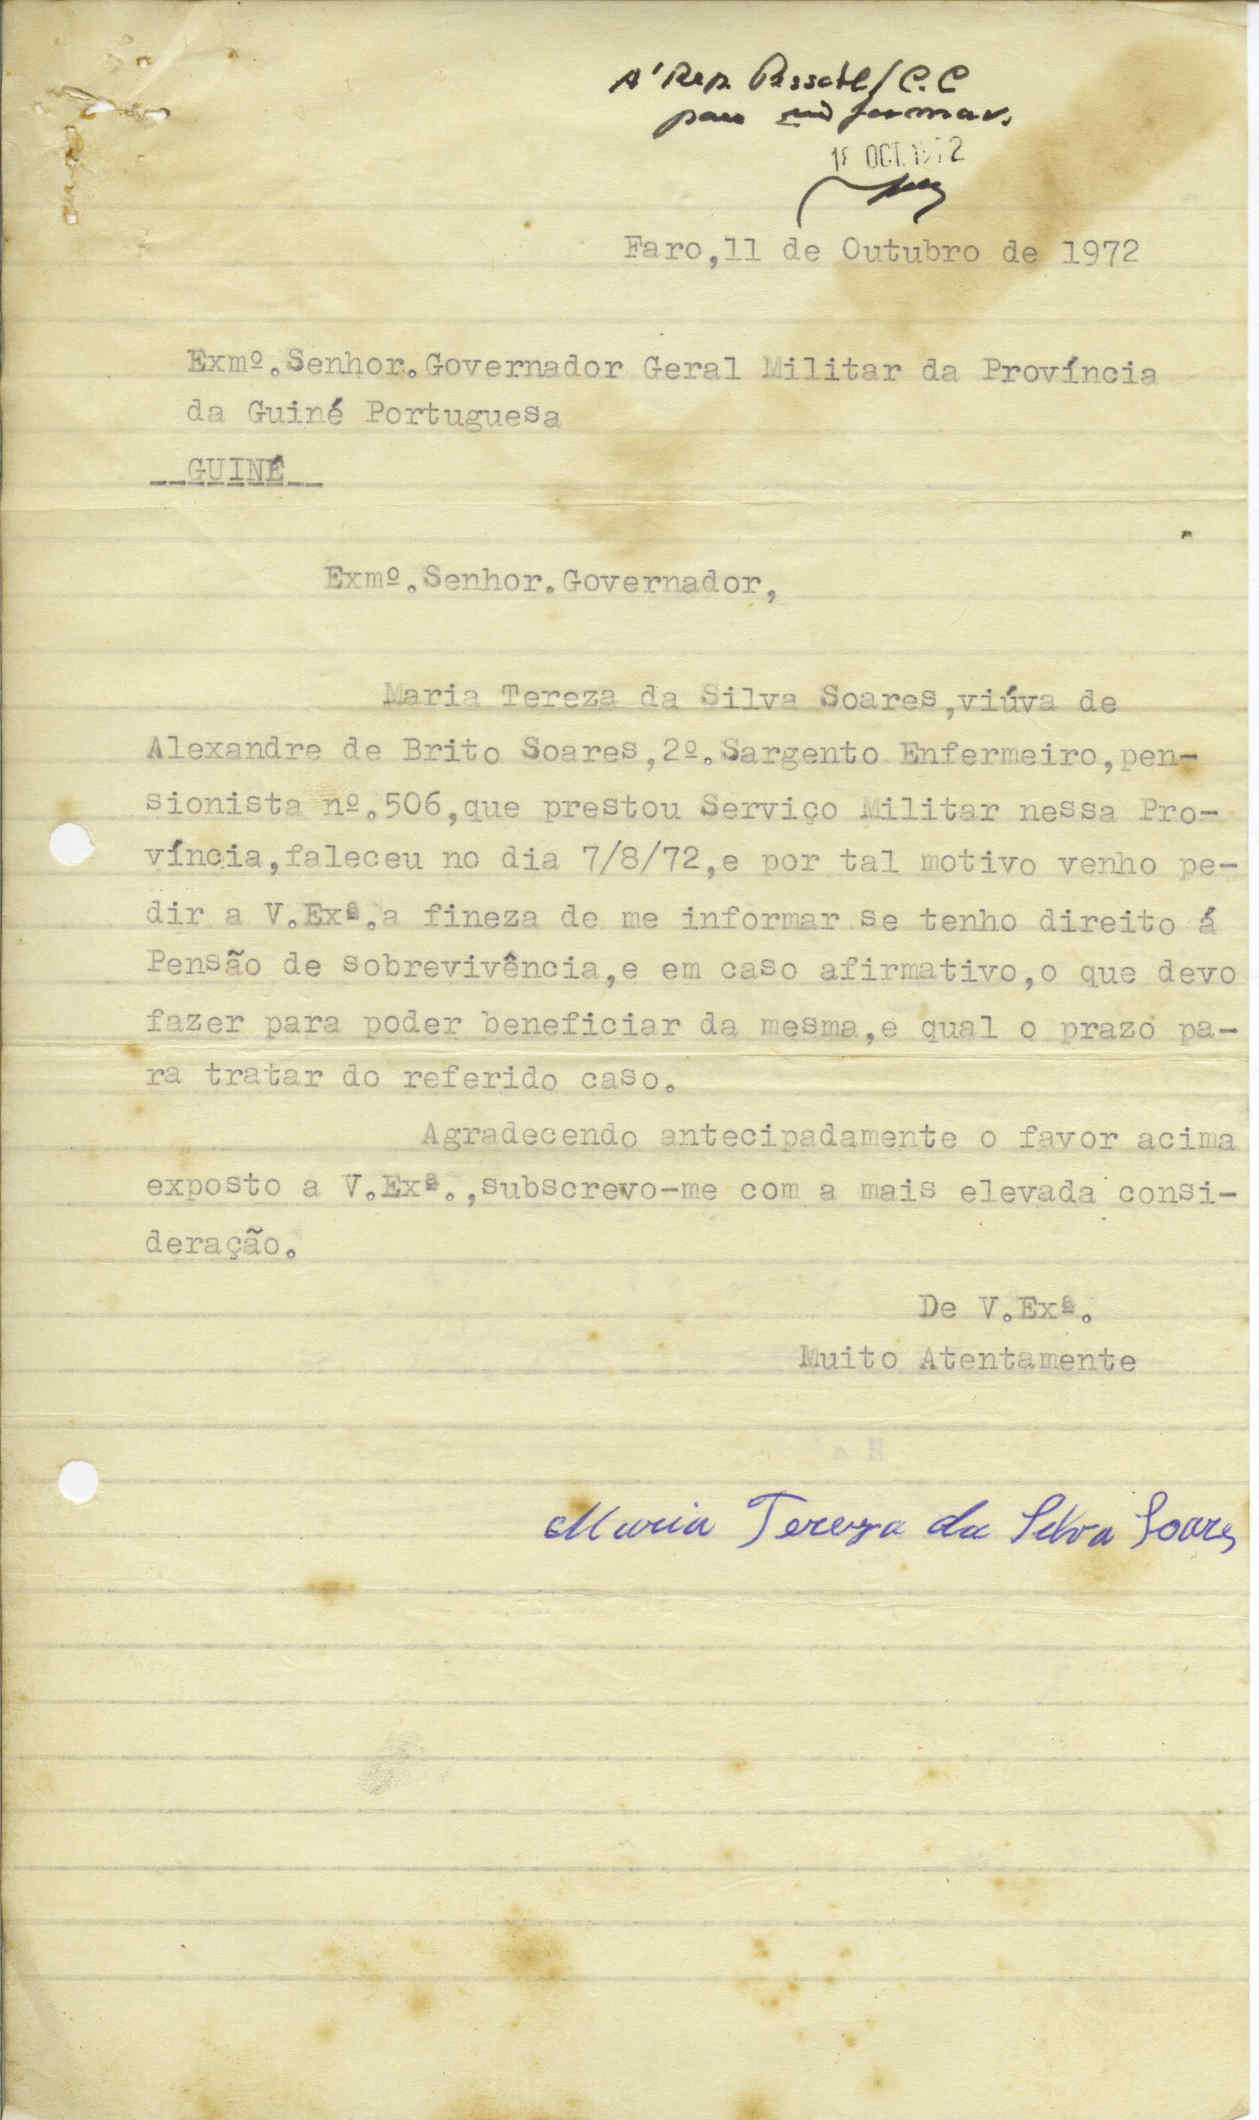 A' Rep. Pessoal/C.C
para informar.
OCT. 1972
Faro,11 de Outubro de 1972
Exmº.Senhor.Governador Geral Militar da Província
da Guiné Portuguesa
__GUINÉ__
Exmº.Senhor.Governador,
Maria Tereza da Silva Soares,viúva de
Alexandre de Brito Soares,2º.Sargento Enfermeiro,pen-
sionista nº.506,que prestou Serviço Militar nessa Pro-
víncia,faleceu no dia 7/8/72,e por tal motivo venho pe-
dir a V.Exª.a fineza de me informar se tenho direito á
Pensão de sobrevivência,e em caso afirmativo,o que devo
fazer para poder beneficiar da mesma,e qual o prazo pa-
ra tratar do referido caso.
Agradecendo antecipadamente o favor acima
exposto a V.Exª.,subscrevo-me com a mais elevada consi-
deração.
De V.Exª.
Muito Atentamente
Maria Tereza da Silva Soares